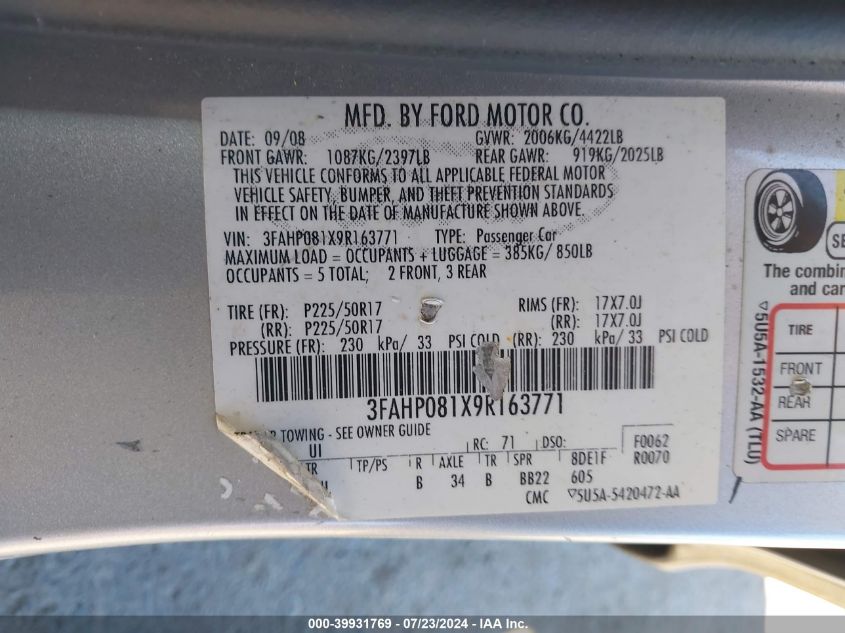 MFD. BY FORD MOTOR CO.
DATE: 09/08 GVWR: 2006KG/4422LB
FRONT GAWR: 1087KG/2397LB REAR GAWR: 919KG/2025LB
THIS VEHICLE CONFORMS TO ALL APPLICABLE FEDERAL MOTOR
VEHICLE SAFETY, BUMPER, AND THEFT PREVENTION STANDARDS
IN EFFECT ON THE DATE OF MANUFACTURE SHOWN ABOVE.
VIN: 3FAHP081X9R163771 TYPE: Passenger Car
MAXIMUM LOAD = OCCUPANTS + LUGGAGE = 385KG/ 850LB
OCCUPANTS = 5 TOTAL; 2 FRONT, 3 REAR
TIRE (FR): P225/50R17 RIMS (FR): 17X7.0J
(RR): P225/50R17 (RR): 17X7.0J
PRESSURE (FR): 230 kPa/ 33 PSI COLD (RR): 230 kPa/ 33 PSI COLD
3FAHP081X9R163771
TOWING - SEE OWNER GUIDE
UI RC: 71 DSO: F0062
TR TP/PS R AXLE TR SPR 8DE1F R0070
B 34 B BB22 605
CMC 5U5A-5420472-AA
The combin
and car
TIRE
FRONT
REAR
SPARE
5U5A-1532-AA (TL0)
SE
000-39931769 - 07/23/2024 - IAA Inc.